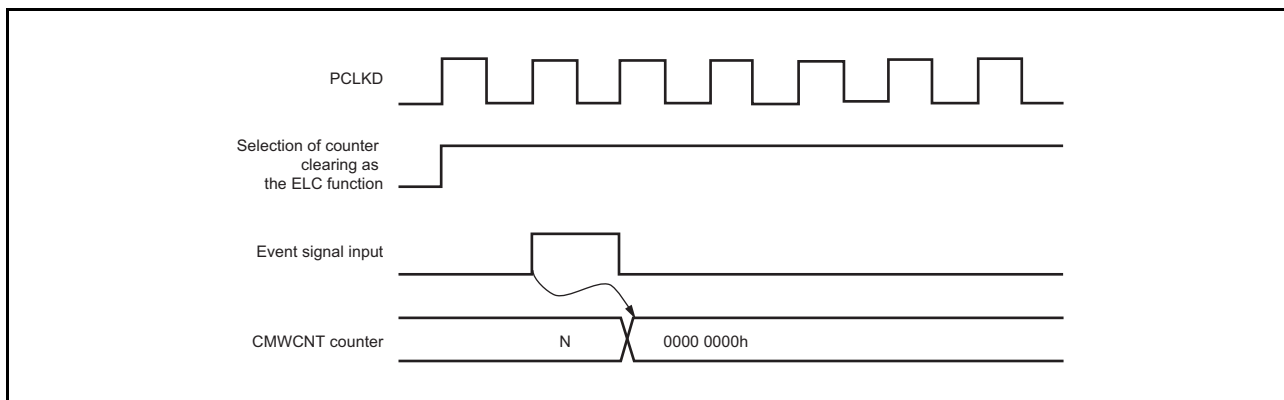 PCLKD
Selection of counter
clearing as
the ELC function
Event signal input
CMWCNT counter
N
0000 0000h